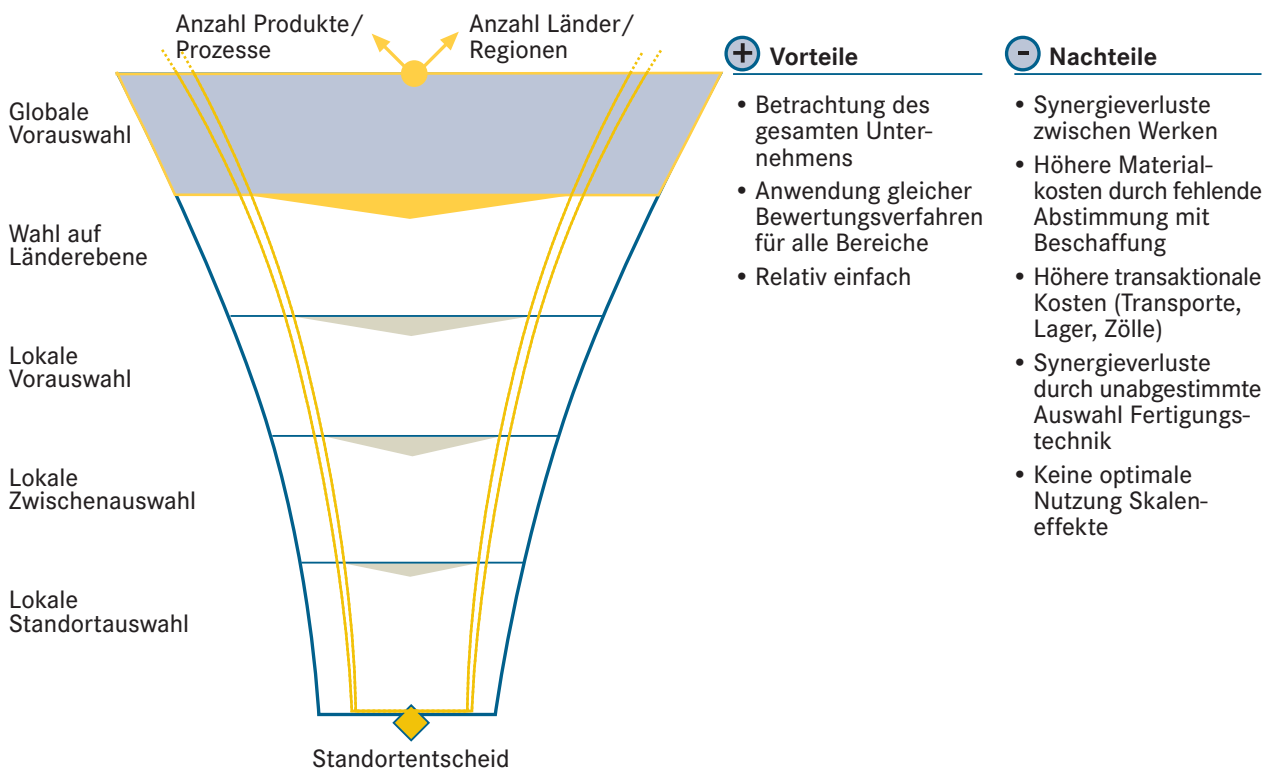 Anzahl Produkte/
Prozesse
Anzahl Länder/
Regionen
Globale
Vorauswahl
Wahl auf
Länderebene
Lokale
Vorauswahl
Lokale
Zwischenauswahl
Lokale
Standortauswahl
Standortentscheid
+ Vorteile
• Betrachtung des
gesamten Unter-
nehmens
• Anwendung gleicher
Bewertungsverfahren
für alle Bereiche
• Relativ einfach
- Nachteile
• Synergieverluste
zwischen Werken
• Höhere Material-
kosten durch fehlende
Abstimmung mit
Beschaffung
• Höhere transaktionale
Kosten (Transporte,
Lager, Zölle)
• Synergieverluste
durch unabgestimmte
Auswahl Fertigungs-
technik
• Keine optimale
Nutzung Skalen-
effekte